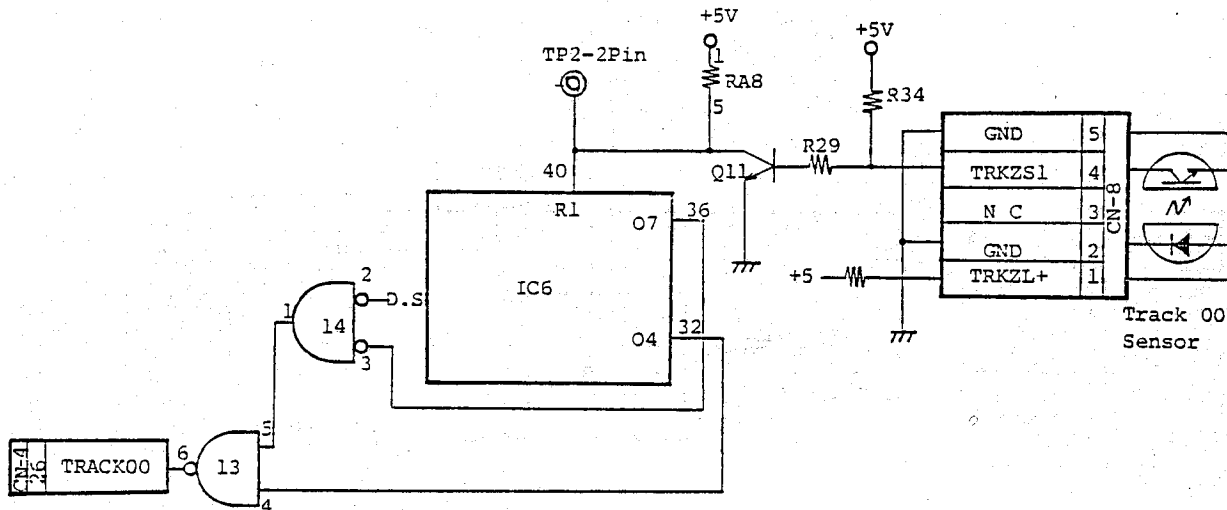 +5V
+5V
TP2-2Pin
1
RA8
R34
5
R29
GND 5
40
Q11
TRKZS1 4
R1
O7
36
N C 3
CN-8
GND 2
2
IC6
+5
TRKZL+ 1
D.S
1
14
O4
32
Track 00
3
Sensor
5
CN-4
26
TRACK00
6
13
4